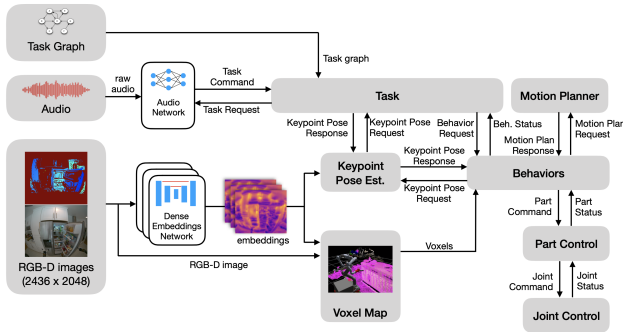 Task Graph
Task graph
raw
audio
Audio
Audio
Network
Task
Command
Task Request
Task
Motion Planner
Keypoint Pose
Response
Keypoint Pose
Request
Behavior
Request
Beh. Status
Motion Plan
Response
Motion Plan
Request
Keypoint
Pose Est.
Keypoint Pose
Response
Keypoint Pose
Request
Behaviors
Dense
Embeddings
Network
embeddings
RGB-D image
RGB-D images
(2436 x 2048)
Voxels
Voxel Map
Part
Command
Part
Status
Part Control
Joint
Command
Joint
Status
Joint Control